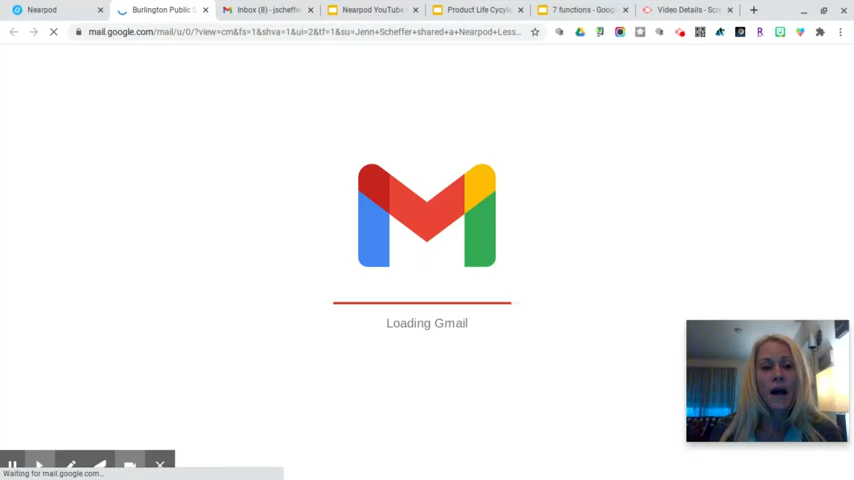 Nearpod
Burlington Public S
Inbox (8) - jscheffe
Nearpod YouTube
Product Life Cycyle
7 functions - Goog
Video Details - Scr
mail.google.com/mail/u/0/?view=cm&fs=1&shva=1&ui=2&tf=1&su=Jenn+Scheffer+shared+a+Nearpod+Less...
Loading Gmail
Waiting for mail.google.com...